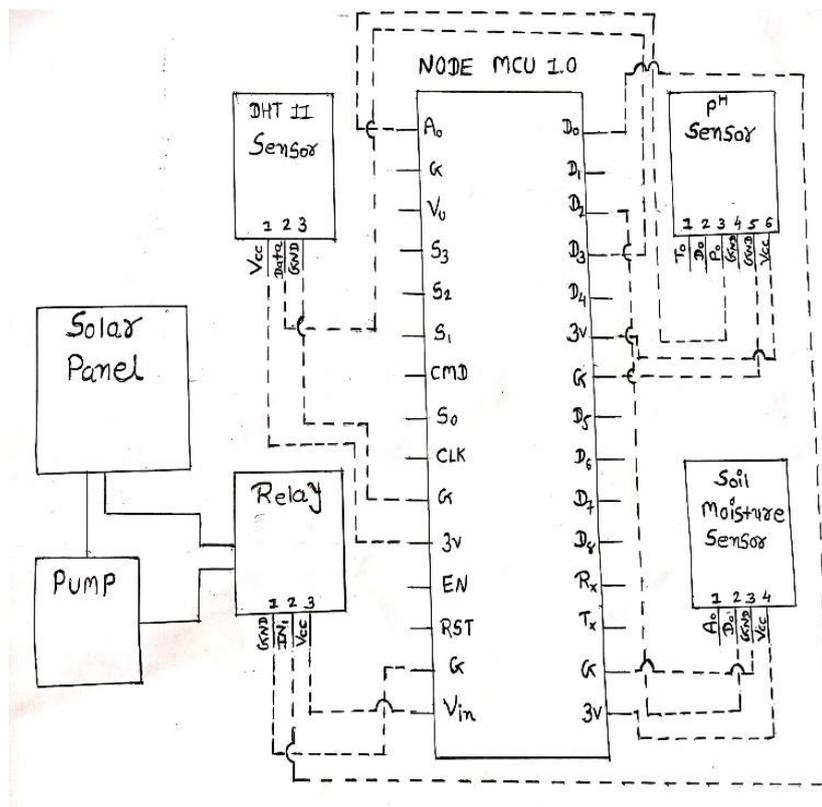 NODE MCU 1.0
DHT 11
Sensor
1 2 3
Vcc
Data
GND
A₀
G
Vᵤ
S₃
S₂
S₁
CMD
S₀
CLK
G
3v
EN
RST
G
Vin
D₀
D₁
D₂
D₃
D₄
3v
G
D₅
D₆
D₇
D₈
Rx
Tx
G
3v
pH
Sensor
1 2 3 4 5 6
T₀
D₀
P₀
GND
GND
Vcc
Solar
Panel
Relay
1 2 3
GND
IN₁
Vcc
PUMP
Soil
Moisture
Sensor
1 2 3 4
A₀
D₀
GND
Vcc